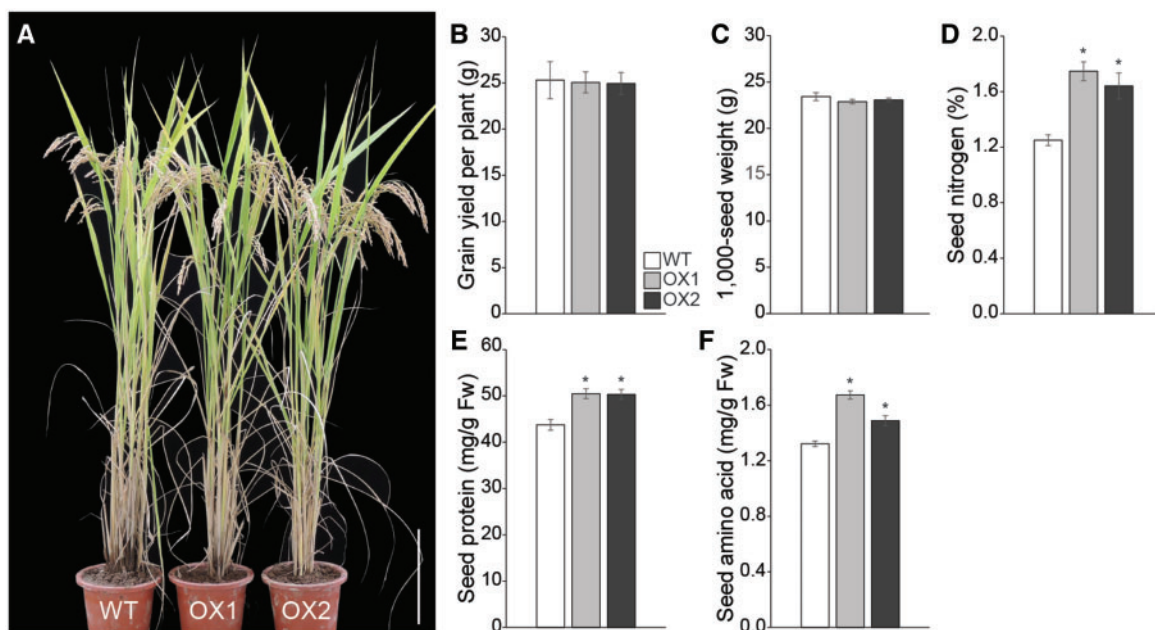 A
WT
OX1
OX2
B
Grain yield per plant (g)
30
25
20
15
10
5
0
WT
OX1
OX2
C
1,000-seed weight (g)
30
25
20
15
10
5
0
D
Seed nitrogen (%)
2.0
1.6
1.2
0.8
0.4
0.0
*
*
E
Seed protein (mg/g Fw)
60
50
40
30
20
10
0
*
*
F
Seed amino acid (mg/g Fw)
2.0
1.6
1.2
0.8
0.4
0.0
*
*